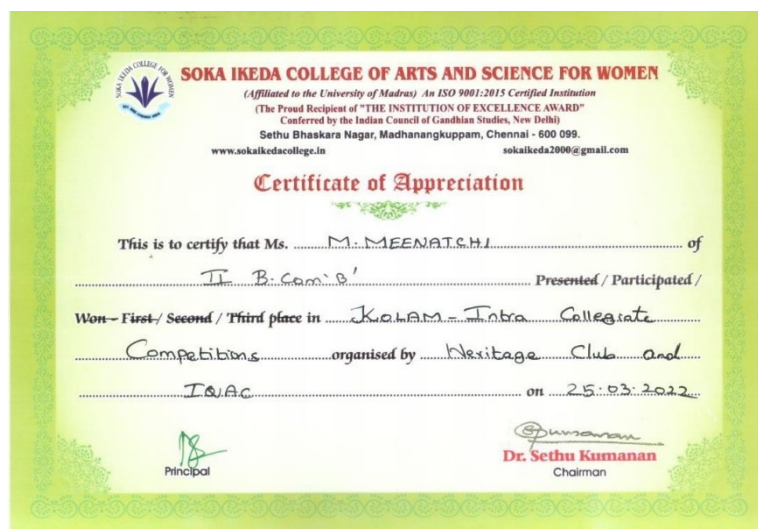 SOKA IKEDA COLLEGE OF ARTS AND SCIENCE FOR WOMEN
(Affiliated to the University of Madras) An ISO 9001:2015 Certified Institution
(The Proud Recipient of "THE INSTITUTION OF EXCELLENCE AWARD"
Conferred by the Indian Council of Gandhian Studies, New Delhi)
Sethu Bhaskara Nagar, Madhanangkuppam, Chennai - 600 099.
www.sokaikedacollege.in sokaikeda2000@gmail.com
Certificate of Appreciation
This is to certify that Ms. M. MEENATCHI of
II B.Com 'B' Presented / Participated /
Won - First / Second / Third place in KOLAM - Intra Collegiate
Competitions organised by Heritage Club and
IQAC on 25.03.2022
Principal
Dr. Sethu Kumanan
Chairman